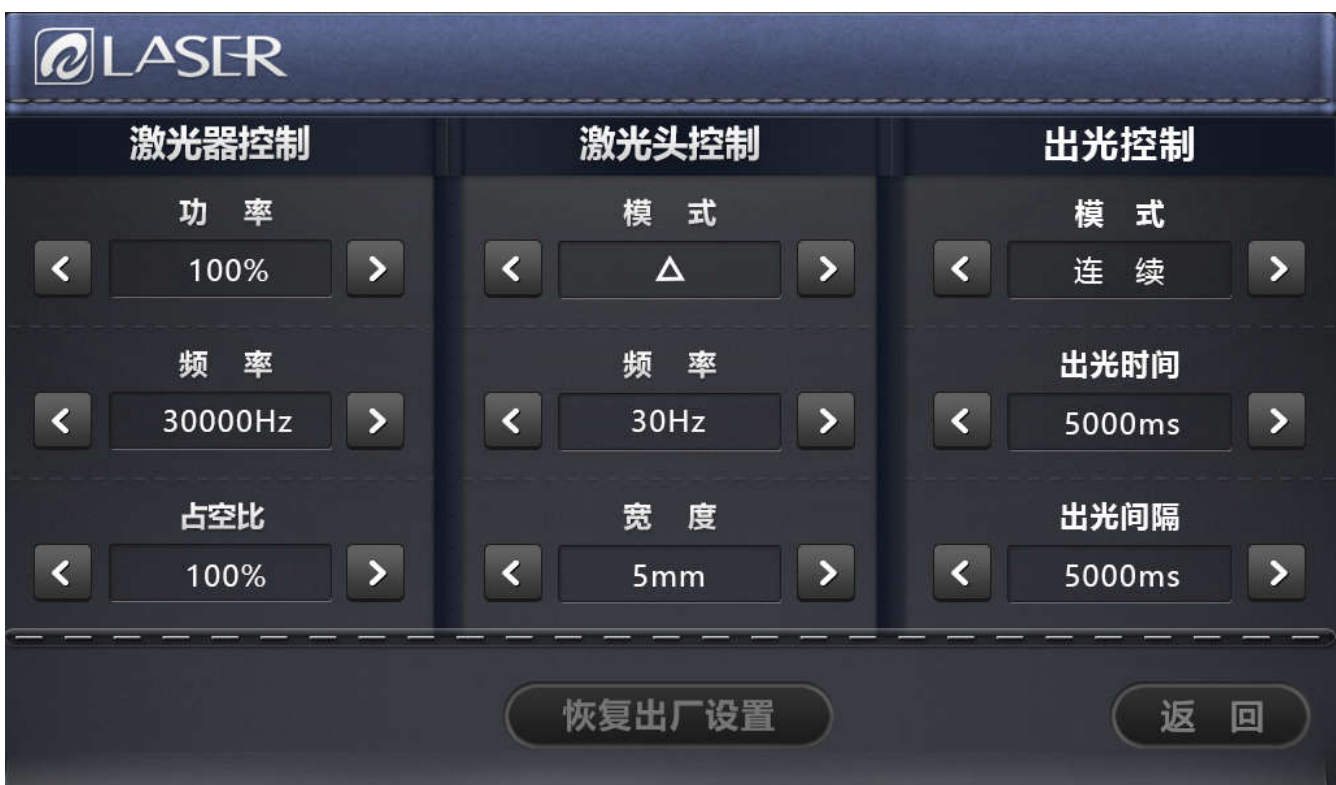 LASER
激光器控制 激光头控制 出光控制
功 率 模 式 模 式
100% △ 连 续
频 率 频 率 出光时间
30000Hz 30Hz 5000ms
占空比 宽 度 出光间隔
100% 5mm 5000ms
恢复出厂设置 返 回